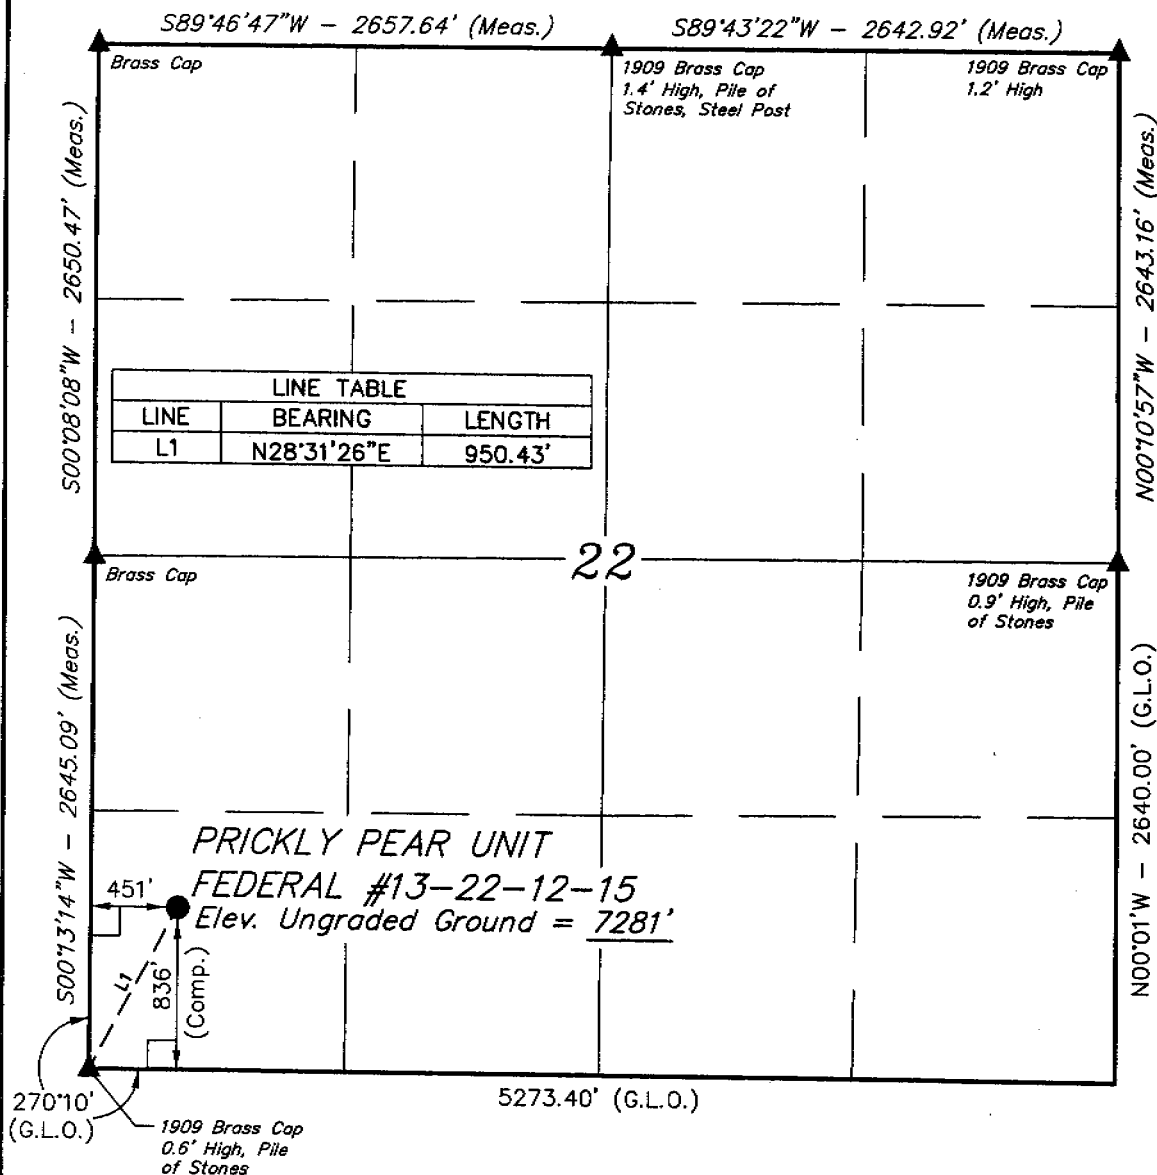 S89°46'47"W - 2657.64' (Meas.)
S89°43'22"W - 2642.92' (Meas.)
Brass Cap
1909 Brass Cap
1.4' High, Pile of
Stones, Steel Post
1909 Brass Cap
1.2' High
S00°08'08"W - 2650.47' (Meas.)
N00°10'57"W - 2643.16' (Meas.)
LINE TABLE
LINE BEARING LENGTH
L1 N28°31'26"E 950.43'
22
Brass Cap
1909 Brass Cap
0.9' High, Pile
of Stones
S00°13'14"W - 2645.09' (Meas.)
N00°01'W - 2640.00' (G.L.O.)
PRICKLY PEAR UNIT
FEDERAL #13-22-12-15
Elev. Ungraded Ground = 7281'
451'
L1
836'
(Comp.)
270°10'
(G.L.O.)
5273.40' (G.L.O.)
1909 Brass Cap
0.6' High, Pile
of Stones